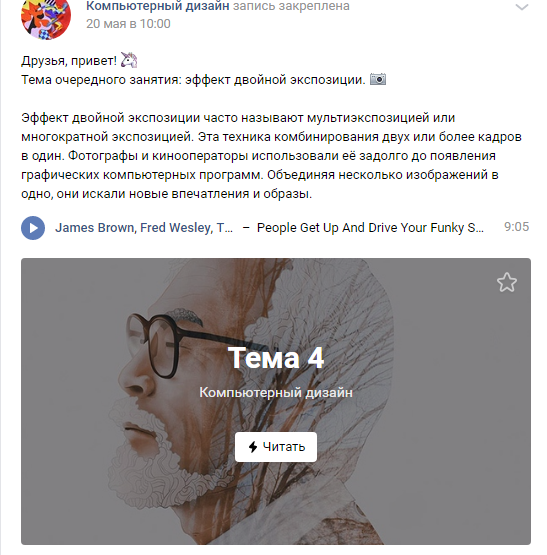 Компьютерный дизайн запись закреплена
20 мая в 10:00
Друзья, привет!
Тема очередного занятия: эффект двойной экспозиции.
Эффект двойной экспозиции часто называют мультиэкспозицией или
многократной экспозицией. Эта техника комбинирования двух или более кадров
в один. Фотографы и кинооператоры использовали её задолго до появления
графических компьютерных программ. Объединяя несколько изображений в
одно, они искали новые впечатления и образы.
James Brown, Fred Wesley, T... – People Get Up And Drive Your Funky S... 9:05
Тема 4
Компьютерный дизайн
Читать